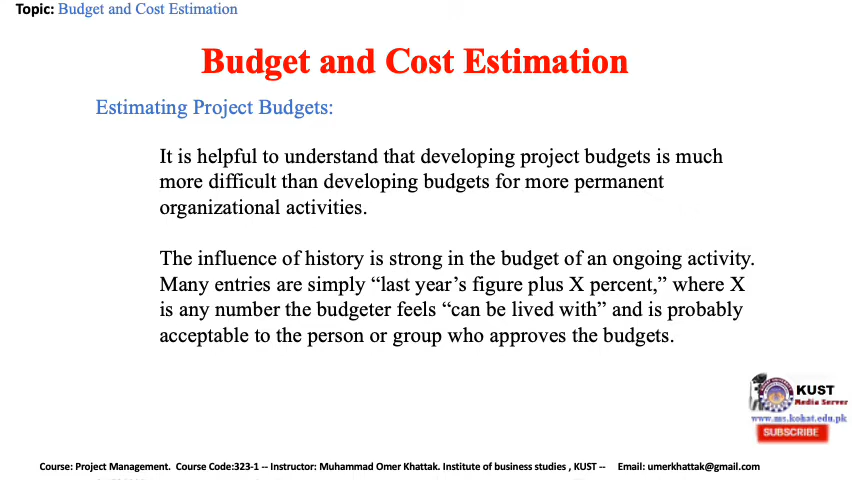 Topic: Budget and Cost Estimation
Budget and Cost Estimation
Estimating Project Budgets:
It is helpful to understand that developing project budgets is much
more difficult than developing budgets for more permanent
organizational activities.
The influence of history is strong in the budget of an ongoing activity.
Many entries are simply “last year’s figure plus X percent,” where X
is any number the budgeter feels “can be lived with” and is probably
acceptable to the person or group who approves the budgets.
KUST
Media Server
www.ms.kohat.edu.pk
SUBSCRIBE
Course: Project Management. Course Code:323-1 -- Instructor: Muhammad Omer Khattak. Institute of business studies , KUST -- Email: umerkhattak@gmail.com